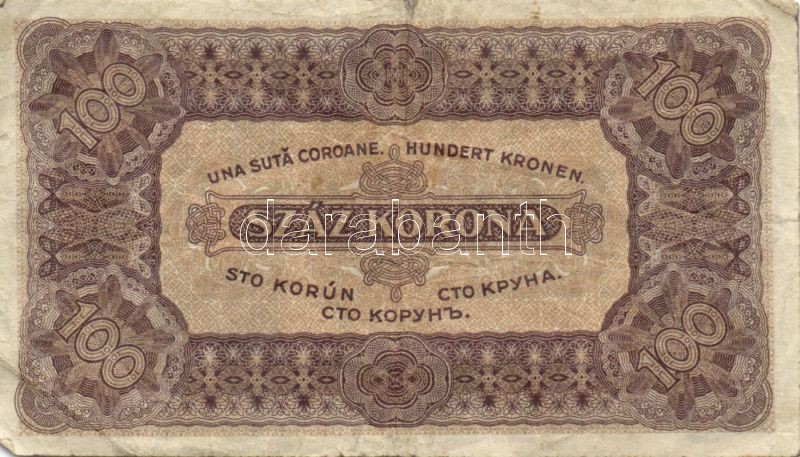 100 100
UNA SUTĂ COROANE. HUNDERT KRONEN.
SZÁZ KORONA
darabanth
STO KORÚN СТО КРУНА.
СТО КОРУНЪ.
100 100